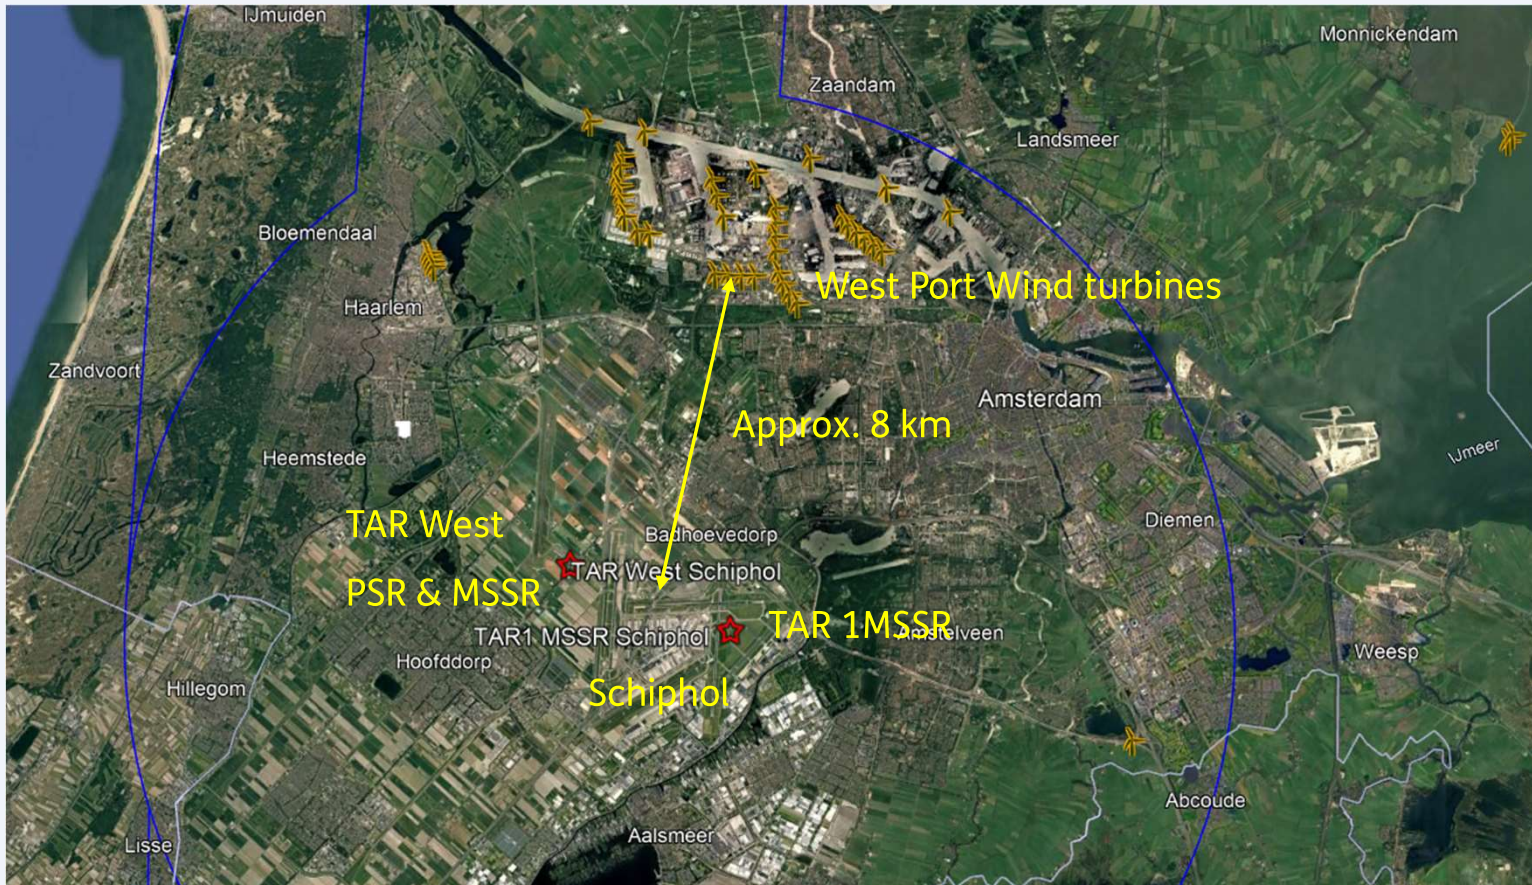 IJmuiden
Monnickendam
Zaandam
Landsmeer
Bloemendaal
West Port Wind turbines
Haarlem
Zandvoort
Amsterdam
Approx. 8 km
Heemstede
IJmeer
TAR West
Diemen
Badhoevedorp
TAR West Schiphol
PSR & MSSR
TAR 1MSSR
TAR1 MSSR Schiphol
Amstelveen
Hoofddorp
Weesp
Hillegom
Schiphol
Abcoude
Aalsmeer
Lisse